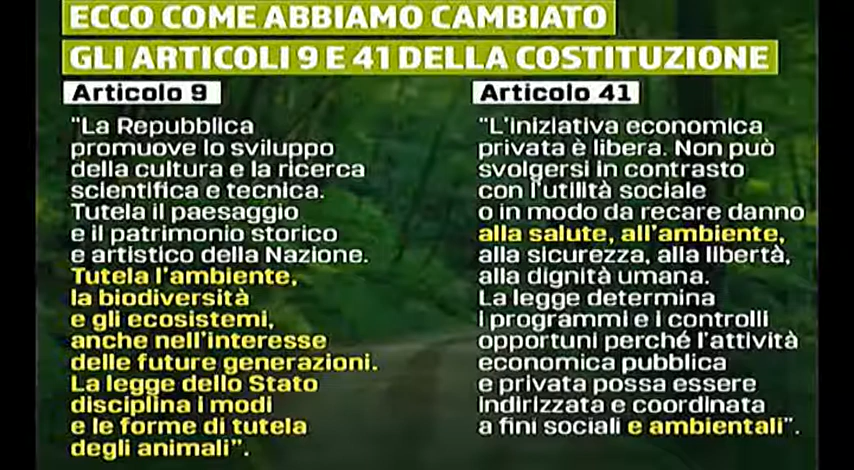 ECCO COME ABBIAMO CAMBIATO
GLI ARTICOLI 9 E 41 DELLA COSTITUZIONE
Articolo 9
"La Repubblica
promuove lo sviluppo
della cultura e la ricerca
scientifica e tecnica.
Tutela il paesaggio
e il patrimonio storico
e artistico della Nazione.
Tutela l'ambiente,
la biodiversità
e gli ecosistemi,
anche nell'interesse
delle future generazioni.
La legge dello Stato
disciplina i modi
e le forme di tutela
degli animali".
Articolo 41
"L'iniziativa economica
privata è libera. Non può
svolgersi in contrasto
con l'utilità sociale
o in modo da recare danno
alla salute, all'ambiente,
alla sicurezza, alla libertà,
alla dignità umana.
La legge determina
i programmi e i controlli
opportuni perché l'attività
economica pubblica
e privata possa essere
indirizzata e coordinata
a fini sociali e ambientali".